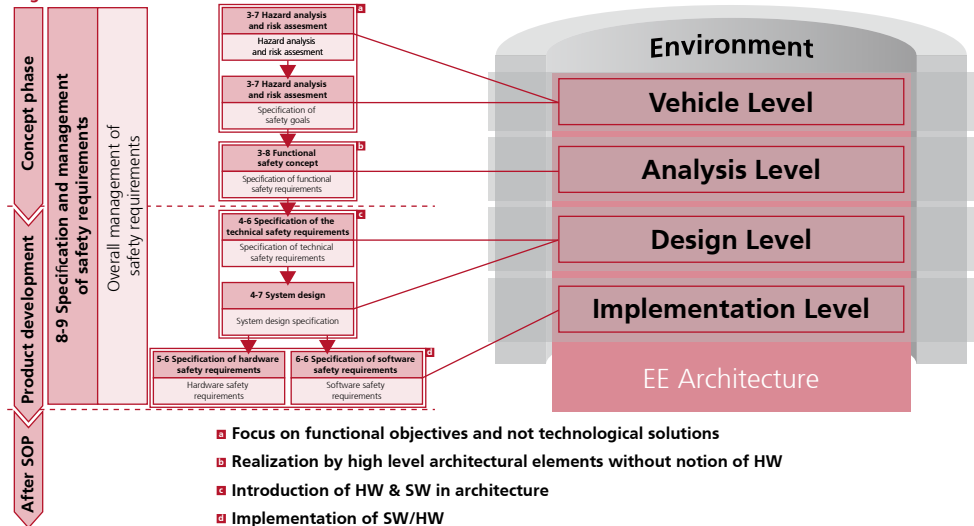 Concept phase
Product development
After SOP
8-9 Specification and management
of safety requirements
Overall management of
safety requirements
a
3-7 Hazard analysis
and risk assesment
Hazard analysis
and risk assesment
3-7 Hazard analysis
and risk assesment
Specification of
safety goals
b
3-8 Functional
safety concept
Specification of functional
safety requirements
c
4-6 Specification of the
technical safety requirements
Specification of technical
safety requirements
4-7 System design
System design specification
d
5-6 Specification of hardware
safety requirements
Hardware safety
requirements
6-6 Specification of software
safety requirements
Software safety
requirements
Environment
Vehicle Level
Analysis Level
Design Level
Implementation Level
EE Architecture
a Focus on functional objectives and not technological solutions
b Realization by high level architectural elements without notion of HW
c Introduction of HW & SW in architecture
d Implementation of SW/HW